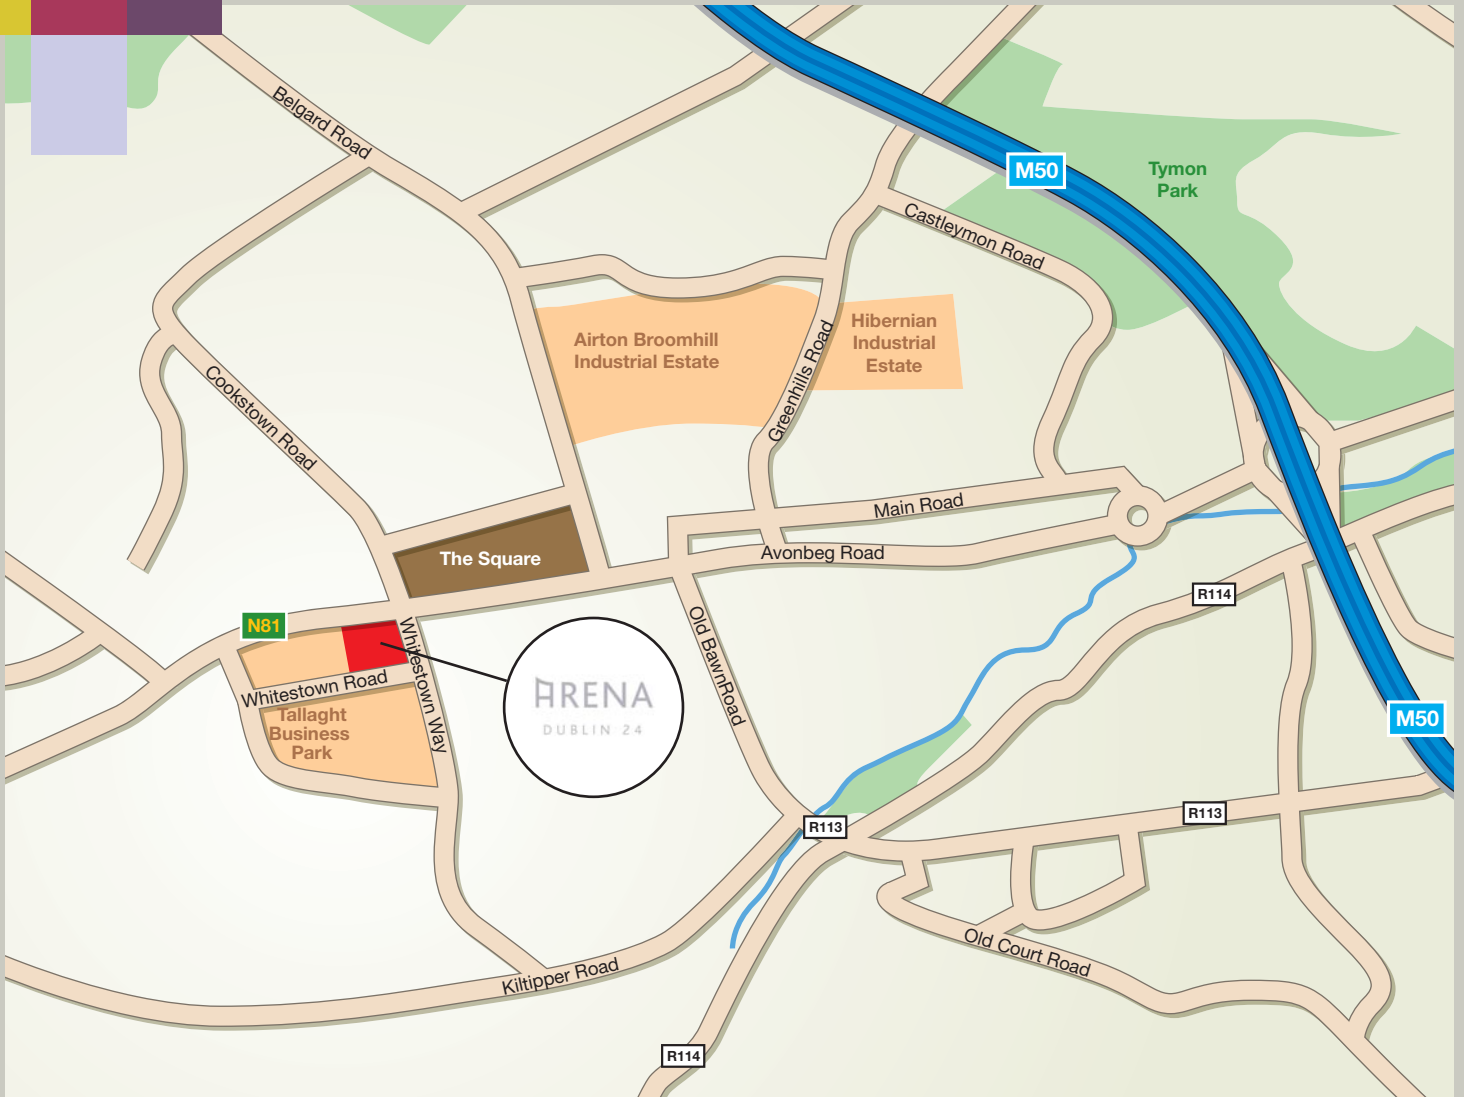 Belgard Road
M50
Tymon
Park
Castleymon Road
Airton Broomhill
Industrial Estate
Greenhills Road
Hibernian
Industrial
Estate
Cookstown Road
Main Road
The Square
Avonbeg Road
R114
N81
Whitestown Way
Old BawnRoad
Whitestown Road
ARENA
DUBLIN 24
Tallaght
Business
Park
M50
R113
R113
Old Court Road
Kiltipper Road
R114